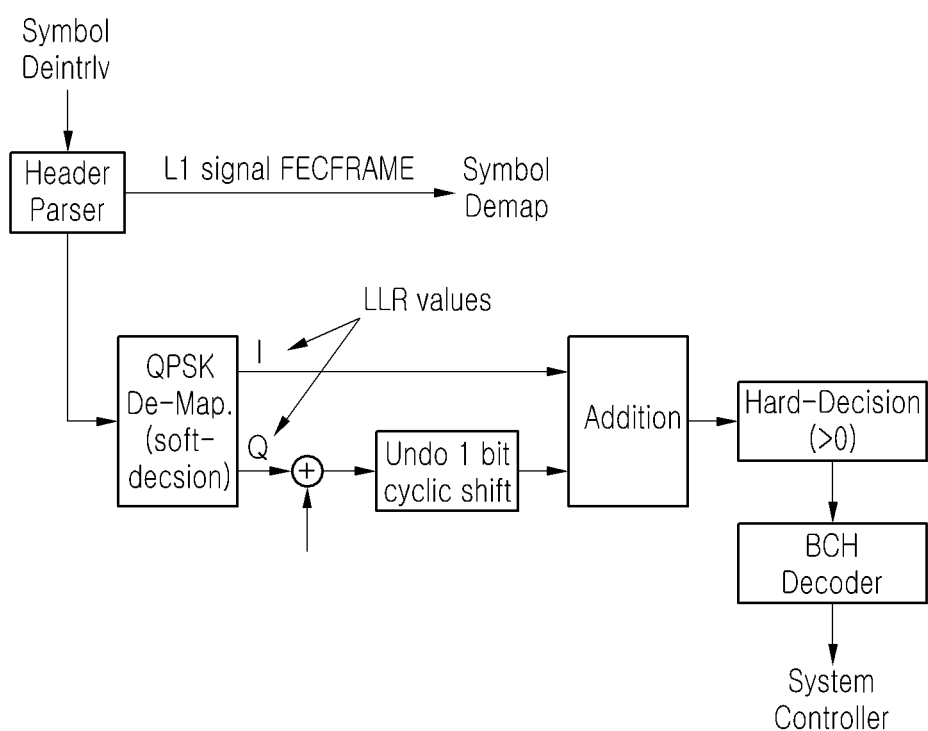 Symbol
Deintrlv
Header
Parser
L1 signal FECFRAME
Symbol
Demap
LLR values
QPSK
De-Map.
(soft-
decsion)
I
Q
+
Undo 1 bit
cyclic shift
Addition
Hard-Decision
(>0)
BCH
Decoder
System
Controller